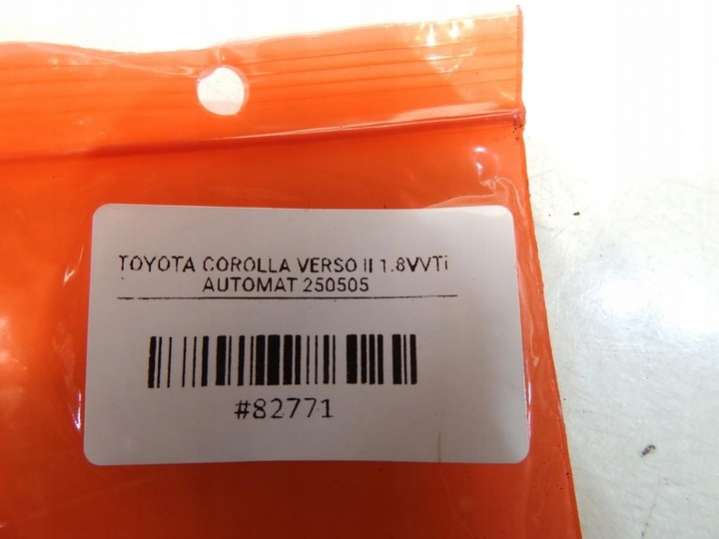 TOYOTA COROLLA VERSO II 1.8VVTi
AUTOMAT 250505
#82771